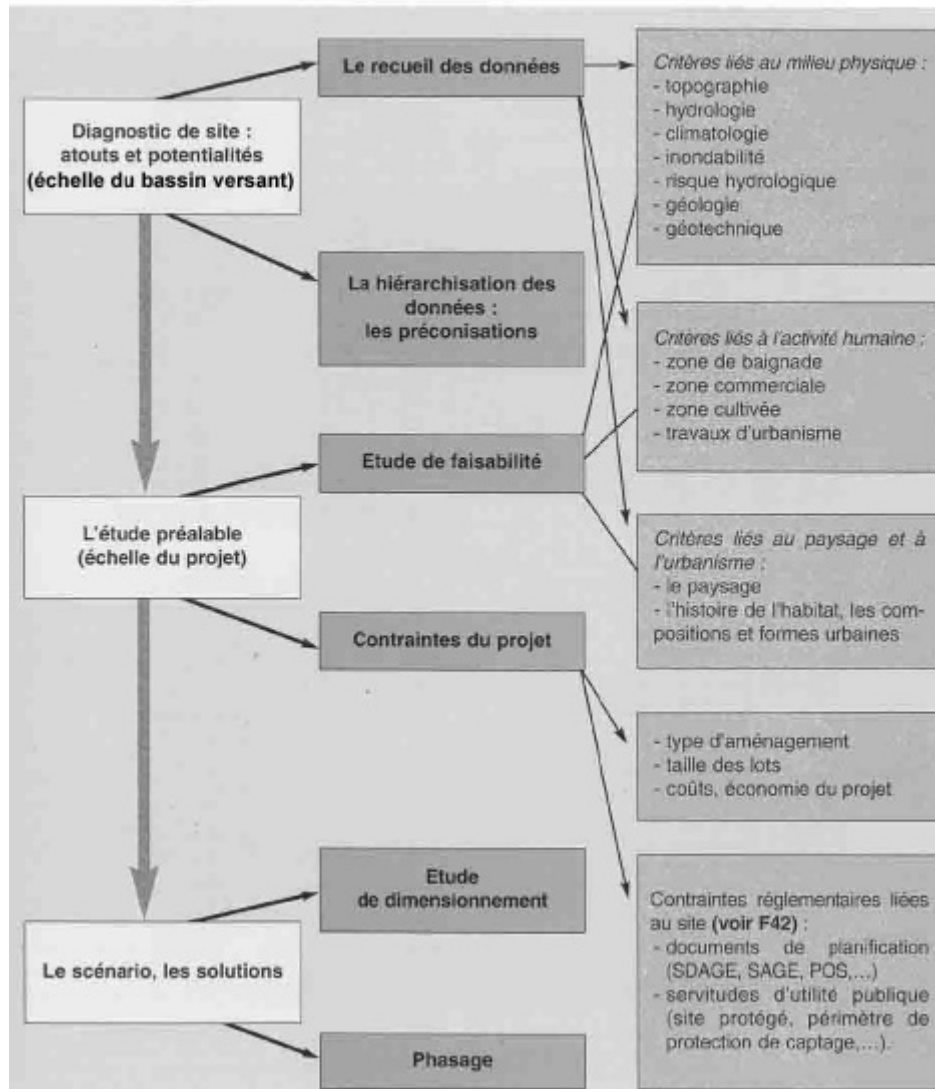 Le recueil des données
Critères liés au milieu physique :
- topographie
- hydrologie
- climatologie
- inondabilité
- risque hydrologique
- géologie
- géotechnique
Diagnostic de site :
atouts et potentialités
(échelle du bassin versant)
La hiérarchisation des
données :
les préconisations
Critères liés à l'activité humaine :
- zone de baignade
- zone commerciale
- zone cultivée
- travaux d'urbanisme
Etude de faisabilité
L'étude préalable
(échelle du projet)
Critères liés au paysage et à
l'urbanisme :
- le paysage
- l'histoire de l'habitat, les com-
positions et formes urbaines
Contraintes du projet
- type d'aménagement
- taille des lots
- coûts, économie du projet
Etude
de dimensionnement
Contraintes réglementaires liées
au site (voir F42) :
- documents de planification
(SDAGE, SAGE, POS,...)
- servitudes d'utilité publique
(site protégé, périmètre de
protection de captage,...).
Le scénario, les solutions
Phasage